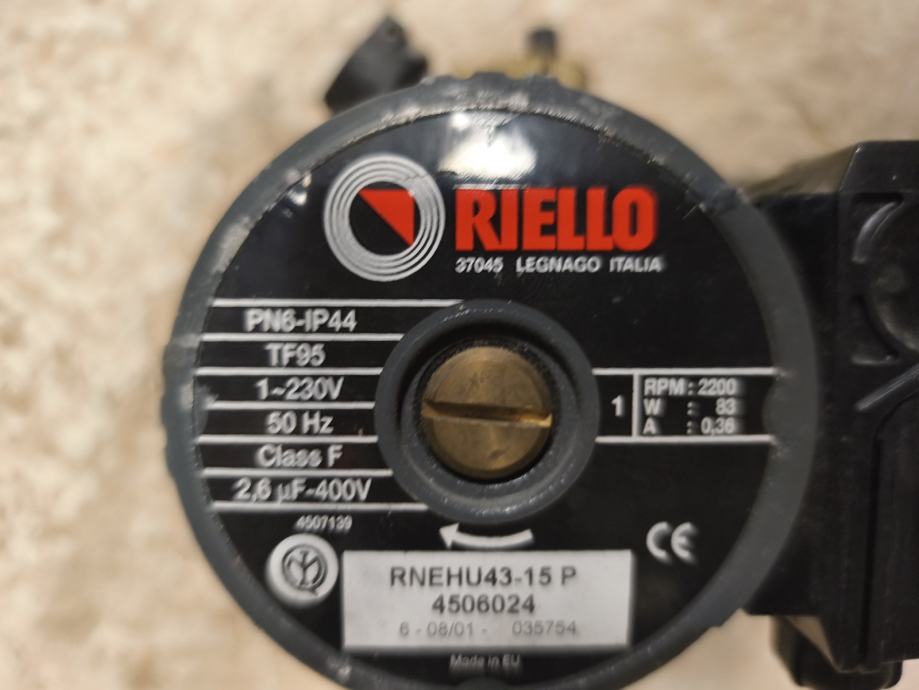 RIELLO
37045 LEGNAGO ITALIA
PN6-IP44
TF95
1~230V
50 Hz
Class F
2,6 µF-400V
1
RPM : 2200
W : 83
A : 0,36
4507139
CE
RNEHU43-15 P
4506024
6 - 08/01 - 035754
Made in EU